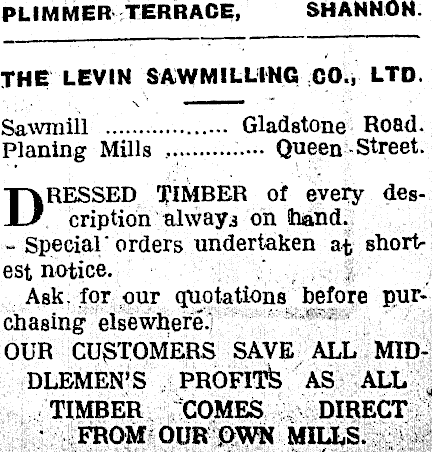 PLIMMER TERRACE, SHANNON.
THE LEVIN SAWMILLING CO., LTD.
Sawmill .................. Gladstone Road.
Planing Mills .............. Queen Street.
DRESSED TIMBER of every des-
cription always on hand.
- Special orders undertaken at short-
est notice.
Ask for our quotations before pur-
chasing elsewhere.
OUR CUSTOMERS SAVE ALL MID-
DLEMEN'S PROFITS AS ALL
TIMBER COMES DIRECT
FROM OUR OWN MILLS.